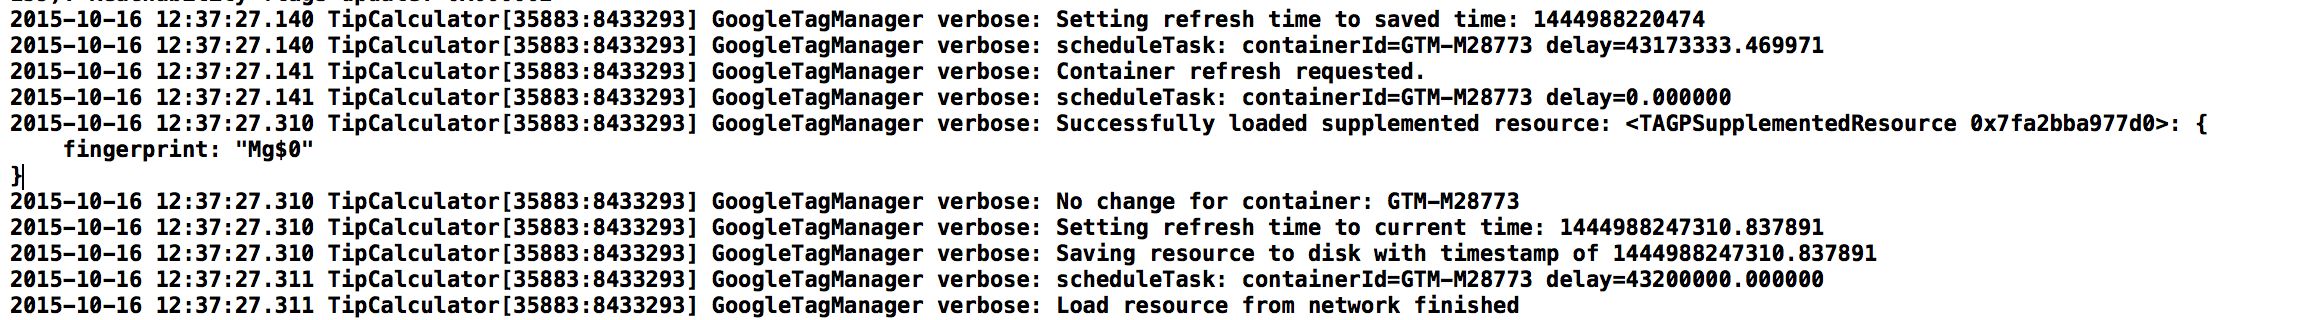 2015-10-16 12:37:27.140 TipCalculator[35883:8433293] GoogleTagManager verbose: Setting refresh time to saved time: 1444988220474
2015-10-16 12:37:27.140 TipCalculator[35883:8433293] GoogleTagManager verbose: scheduleTask: containerId=GTM-M28773 delay=43173333.469971
2015-10-16 12:37:27.141 TipCalculator[35883:8433293] GoogleTagManager verbose: Container refresh requested.
2015-10-16 12:37:27.141 TipCalculator[35883:8433293] GoogleTagManager verbose: scheduleTask: containerId=GTM-M28773 delay=0.000000
2015-10-16 12:37:27.310 TipCalculator[35883:8433293] GoogleTagManager verbose: Successfully loaded supplemented resource: <TAGPSupplementedResource 0x7fa2bba977d0>: {
    fingerprint: "Mg$0"
}
2015-10-16 12:37:27.310 TipCalculator[35883:8433293] GoogleTagManager verbose: No change for container: GTM-M28773
2015-10-16 12:37:27.310 TipCalculator[35883:8433293] GoogleTagManager verbose: Setting refresh time to current time: 1444988247310.837891
2015-10-16 12:37:27.310 TipCalculator[35883:8433293] GoogleTagManager verbose: Saving resource to disk with timestamp of 1444988247310.837891
2015-10-16 12:37:27.311 TipCalculator[35883:8433293] GoogleTagManager verbose: scheduleTask: containerId=GTM-M28773 delay=43200000.000000
2015-10-16 12:37:27.311 TipCalculator[35883:8433293] GoogleTagManager verbose: Load resource from network finished